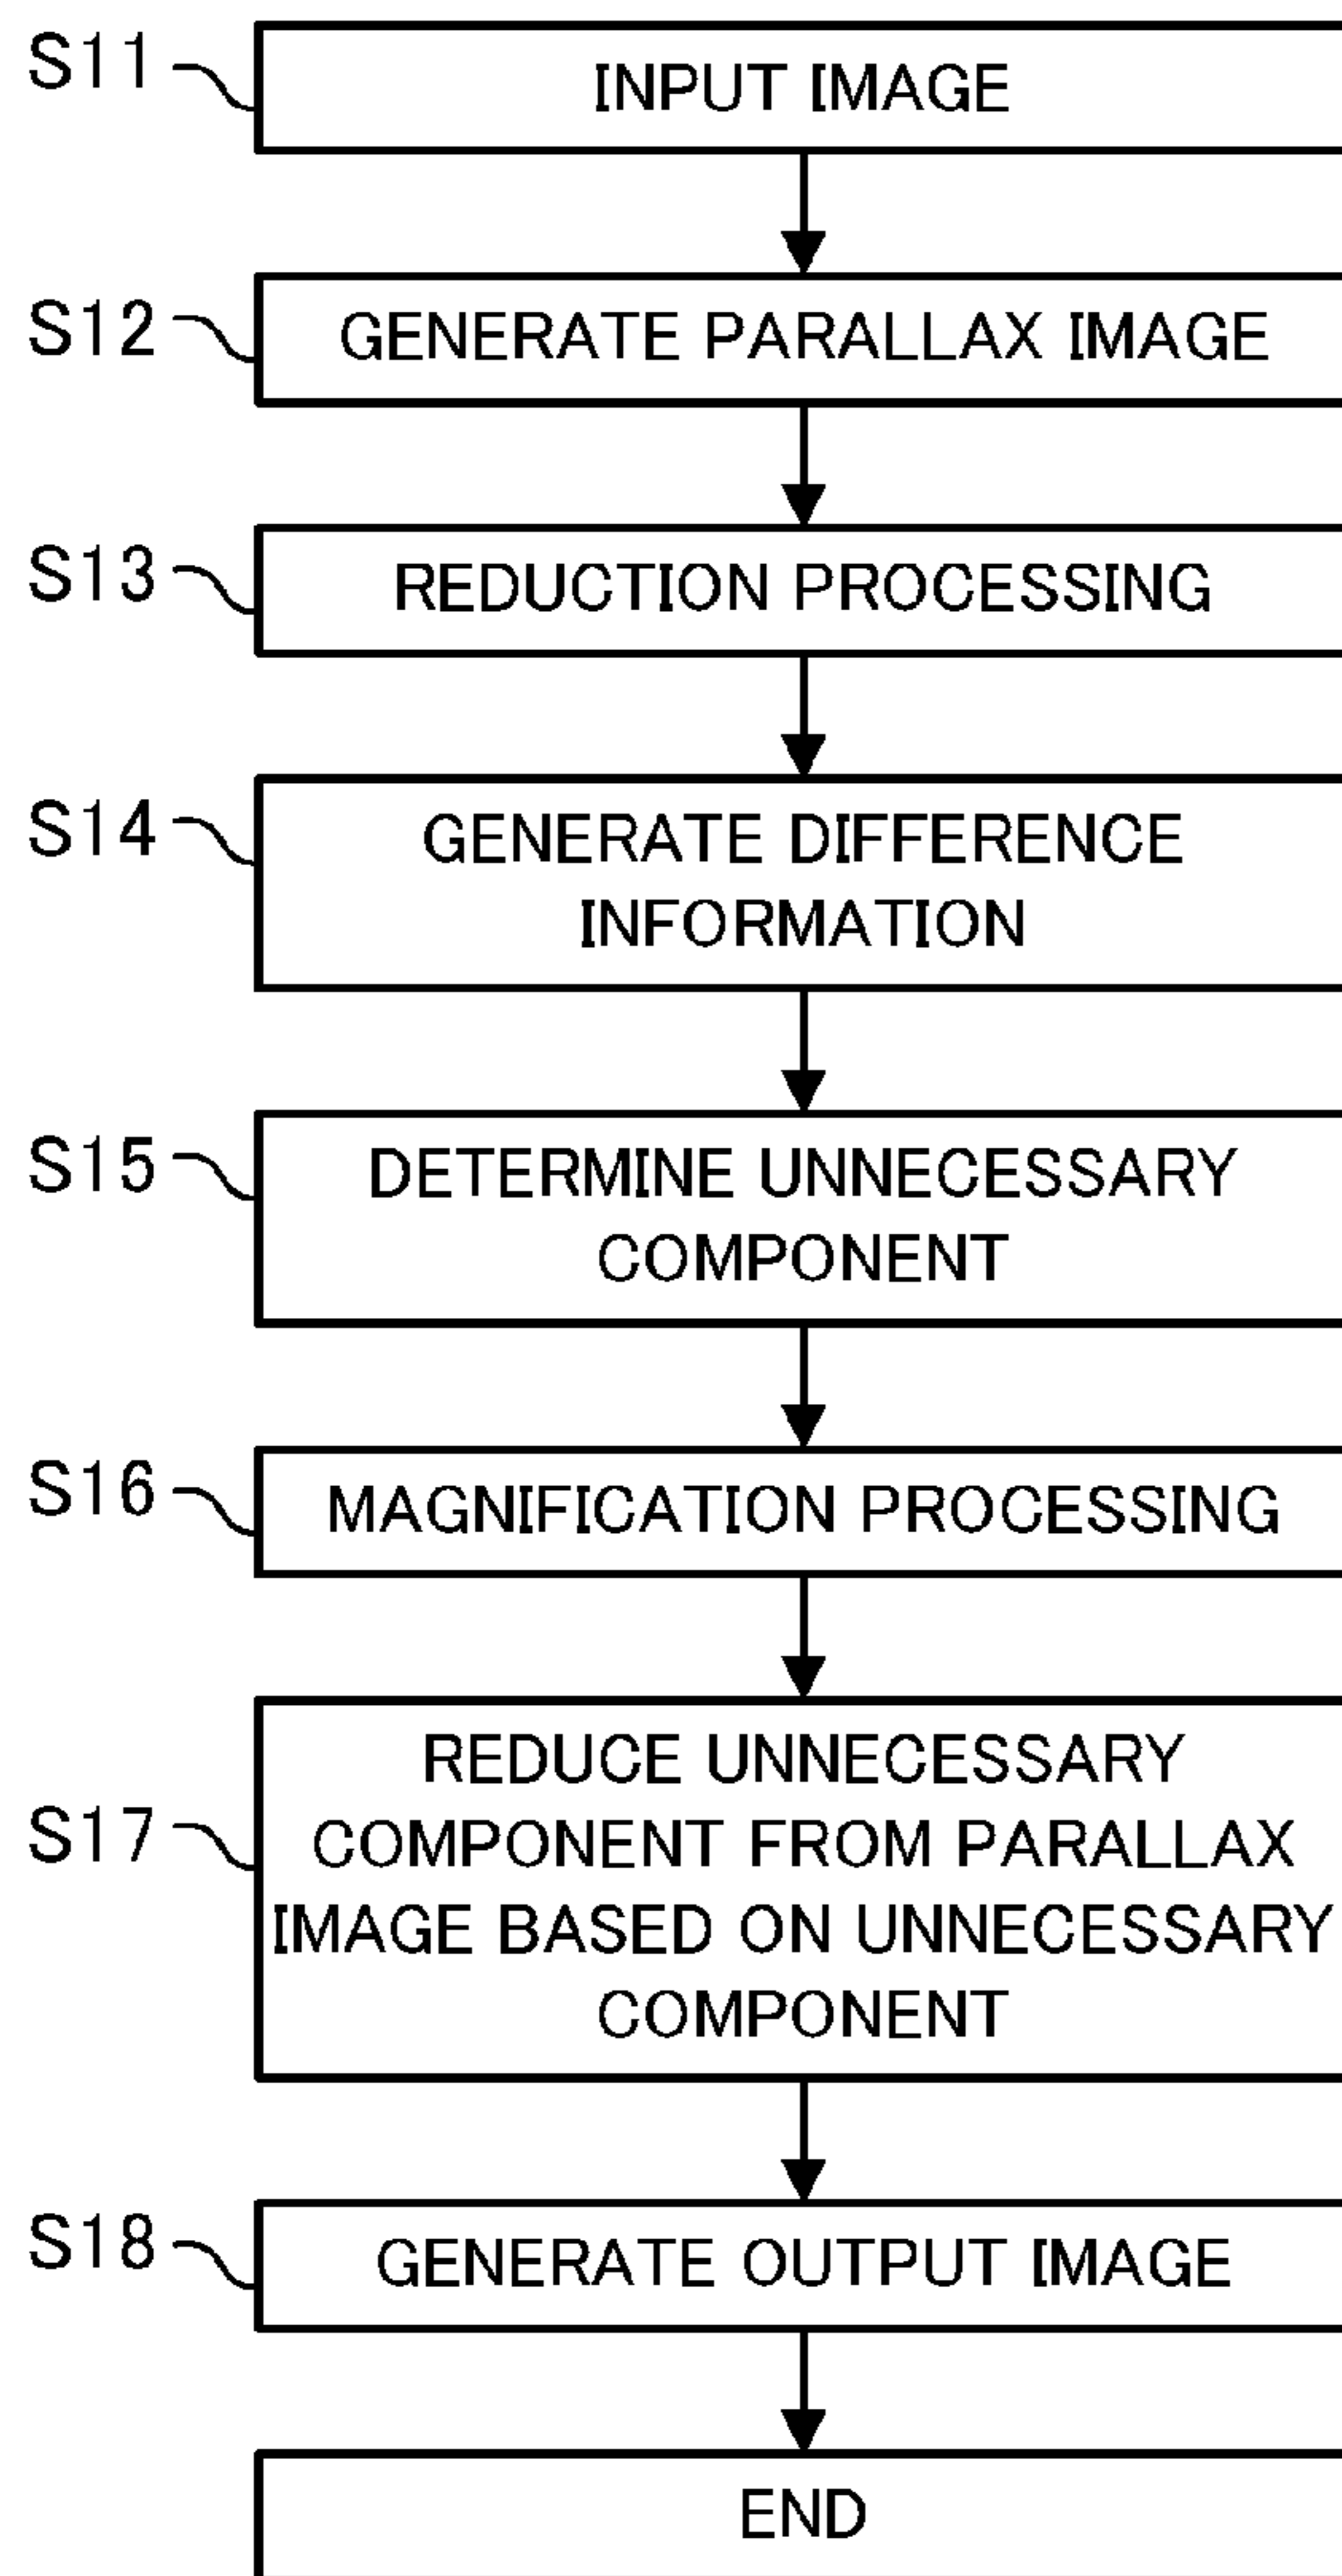 S11
INPUT IMAGE
S12
GENERATE PARALLAX IMAGE
S13
REDUCTION PROCESSING
S14
GENERATE DIFFERENCE
INFORMATION
S15
DETERMINE UNNECESSARY
COMPONENT
S16
MAGNIFICATION PROCESSING
S17
REDUCE UNNECESSARY
COMPONENT FROM PARALLAX
IMAGE BASED ON UNNECESSARY
COMPONENT
S18
GENERATE OUTPUT IMAGE
END